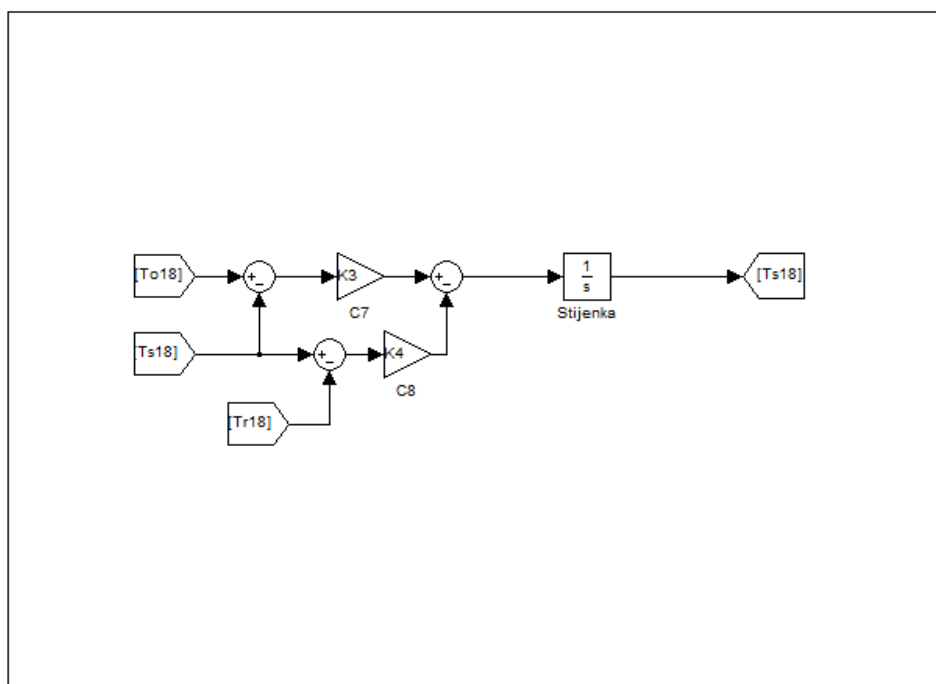 [To18]
+
−
K3
C7
+
−
1
s
Stijenka
[Ts18]
[Ts18]
+
−
K4
C8
[Tr18]